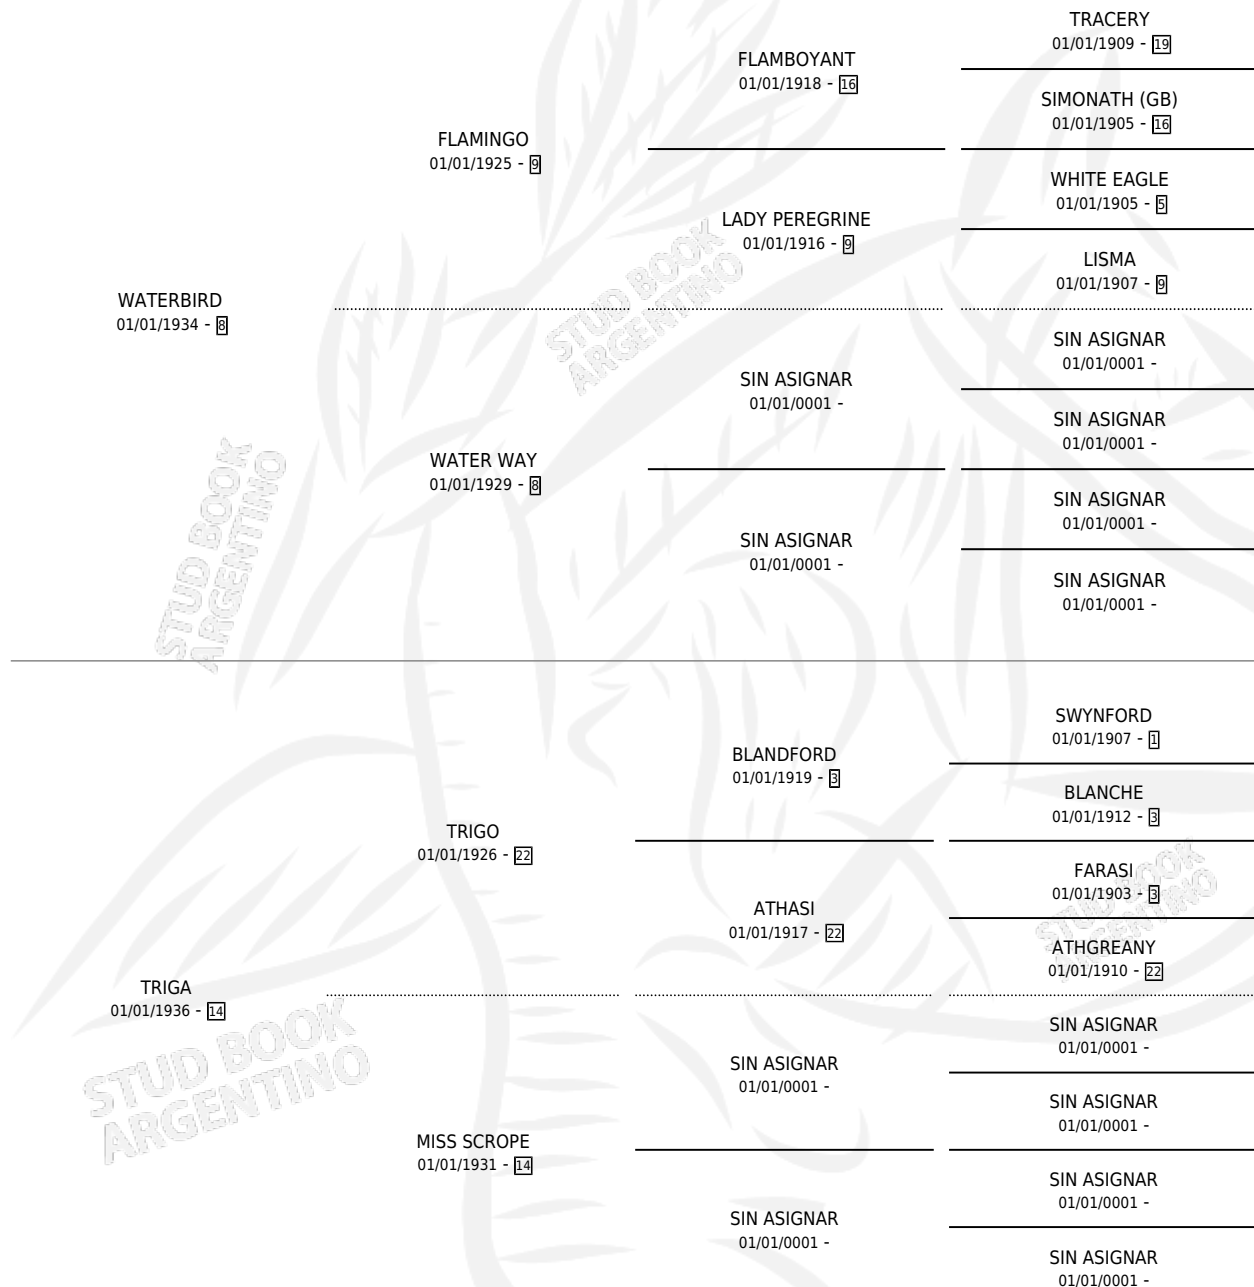 TRACERY
01/01/1909 - 19
FLAMBOYANT
01/01/1918 - 16
SIMONATH (GB)
01/01/1905 - 16
FLAMINGO
01/01/1925 - 9
WHITE EAGLE
01/01/1905 - 5
LADY PEREGRINE
01/01/1916 - 9
LISMA
01/01/1907 - 9
WATERBIRD
01/01/1934 - 8
SIN ASIGNAR
01/01/0001 -
SIN ASIGNAR
01/01/0001 -
SIN ASIGNAR
01/01/0001 -
WATER WAY
01/01/1929 - 8
SIN ASIGNAR
01/01/0001 -
SIN ASIGNAR
01/01/0001 -
SIN ASIGNAR
01/01/0001 -
STUD BOOK
ARGENTINO
STUD BOOK
ARGENTINO
SWYNFORD
01/01/1907 - 1
BLANDFORD
01/01/1919 - 3
BLANCHE
01/01/1912 - 3
TRIGO
01/01/1926 - 22
FARASI
01/01/1903 - 3
ATHASI
01/01/1917 - 22
ATHGREANY
01/01/1910 - 22
TRIGA
01/01/1936 - 14
SIN ASIGNAR
01/01/0001 -
SIN ASIGNAR
01/01/0001 -
SIN ASIGNAR
01/01/0001 -
MISS SCROPE
01/01/1931 - 14
SIN ASIGNAR
01/01/0001 -
SIN ASIGNAR
01/01/0001 -
SIN ASIGNAR
01/01/0001 -
STUD BOOK
ARGENTINO
STUD BOOK
ARGENTINO